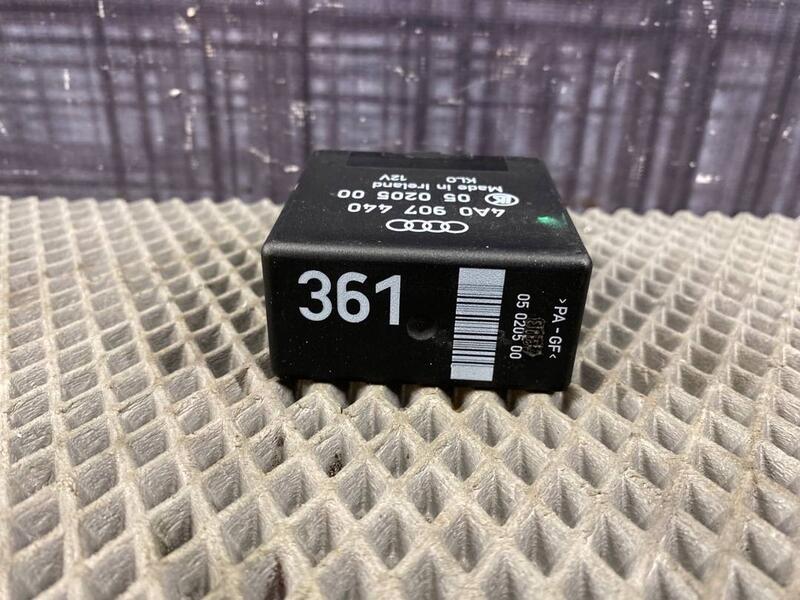 4A0 907 440
05 0205 00
Made in Ireland
KLO 12V
361
>PA-GF<
05 0205 00